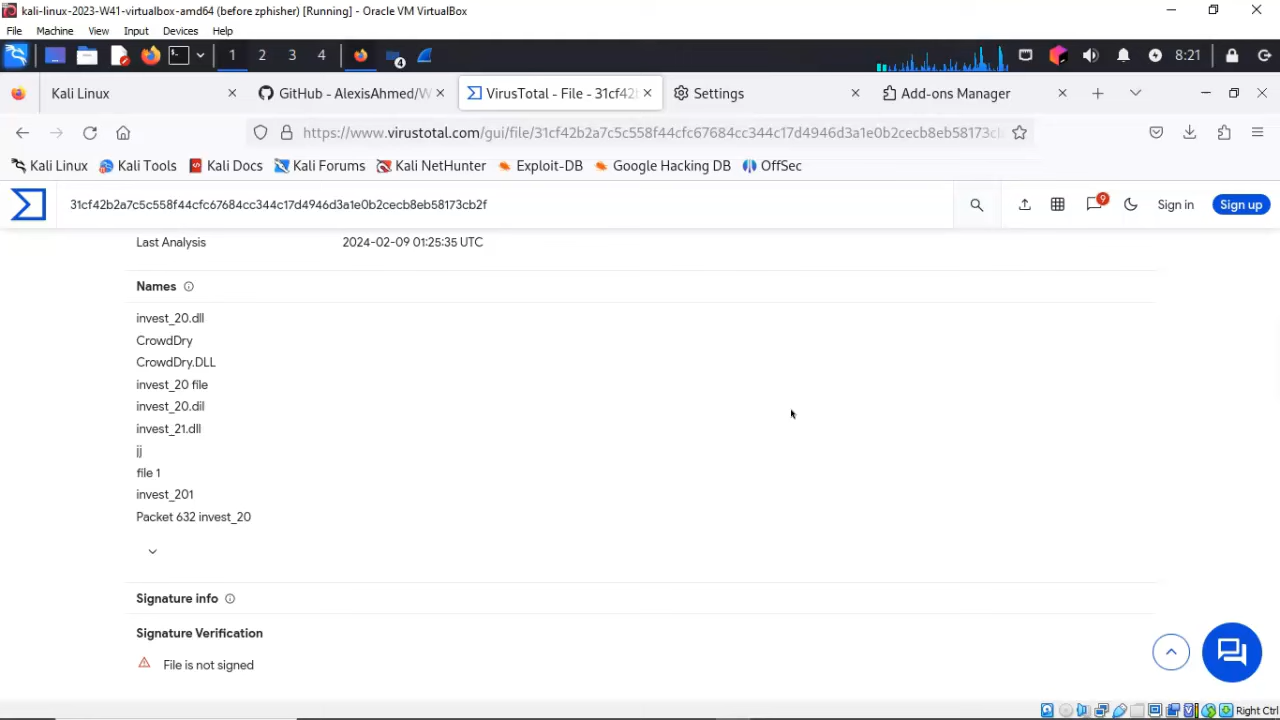 kali-linux-2023-W41-virtualbox-amd64 (before zphisher) [Running] - Oracle VM VirtualBox
File Machine View Input Devices Help
1 2 3 4 4 8:21
Kali Linux GitHub - AlexisAhmed/W VirusTotal - File - 31cf42 Settings Add-ons Manager
https://www.virustotal.com/gui/file/31cf42b2a7c5c558f44cfc67684cc344c17d4946d3a1e0b2cecb8eb58173c
Kali Linux Kali Tools Kali Docs Kali Forums Kali NetHunter Exploit-DB Google Hacking DB OffSec
31cf42b2a7c5c558f44cfc67684cc344c17d4946d3a1e0b2cecb8eb58173cb2f 9 Sign in Sign up
Last Analysis 2024-02-09 01:25:35 UTC
Names
invest_20.dll
CrowdDry
CrowdDry.DLL
invest_20 file
invest_20.dil
invest_21.dll
jj
file 1
invest_201
Packet 632 invest_20
Signature info
Signature Verification
File is not signed
Right Ctrl